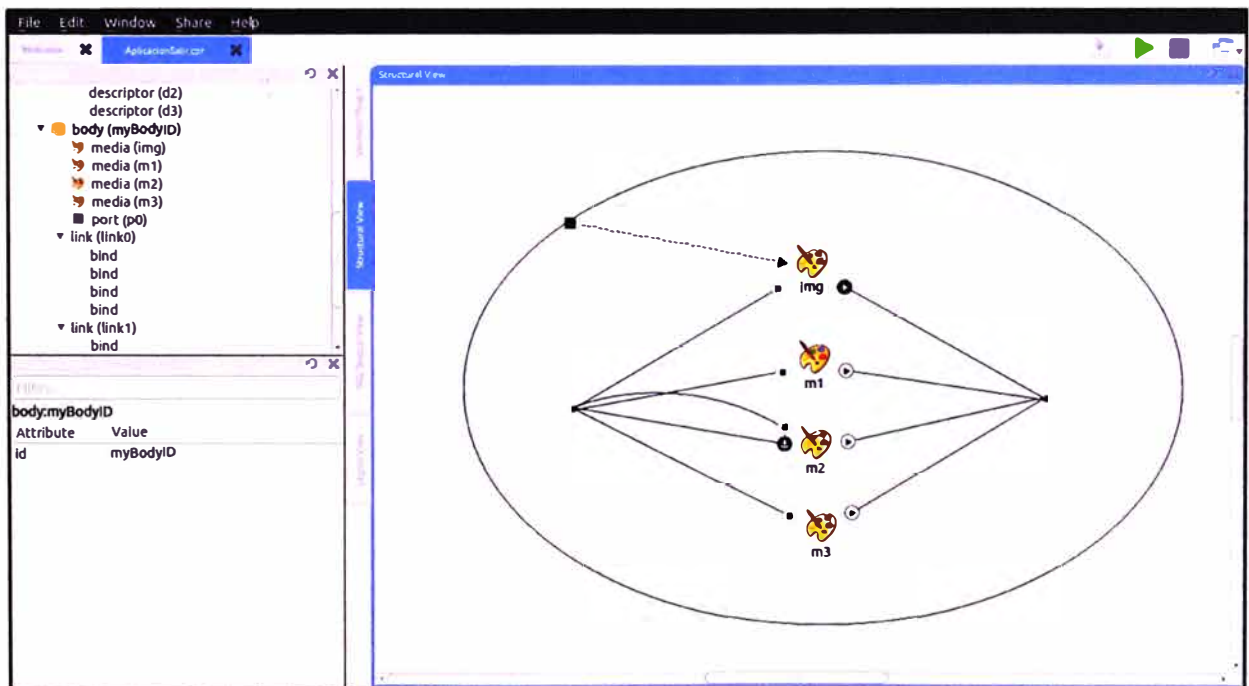 File Edit Window Share Help
AplicacionSalir.cpr
descriptor (d2)
descriptor (d3)
body (myBodyID)
media (img)
media (m1)
media (m2)
media (m3)
port (p0)
link (link0)
bind
bind
bind
bind
link (link1)
bind
body:myBodyID
Attribute Value
id myBodyID
Structural View
Structural View
img
m1
m2
m3